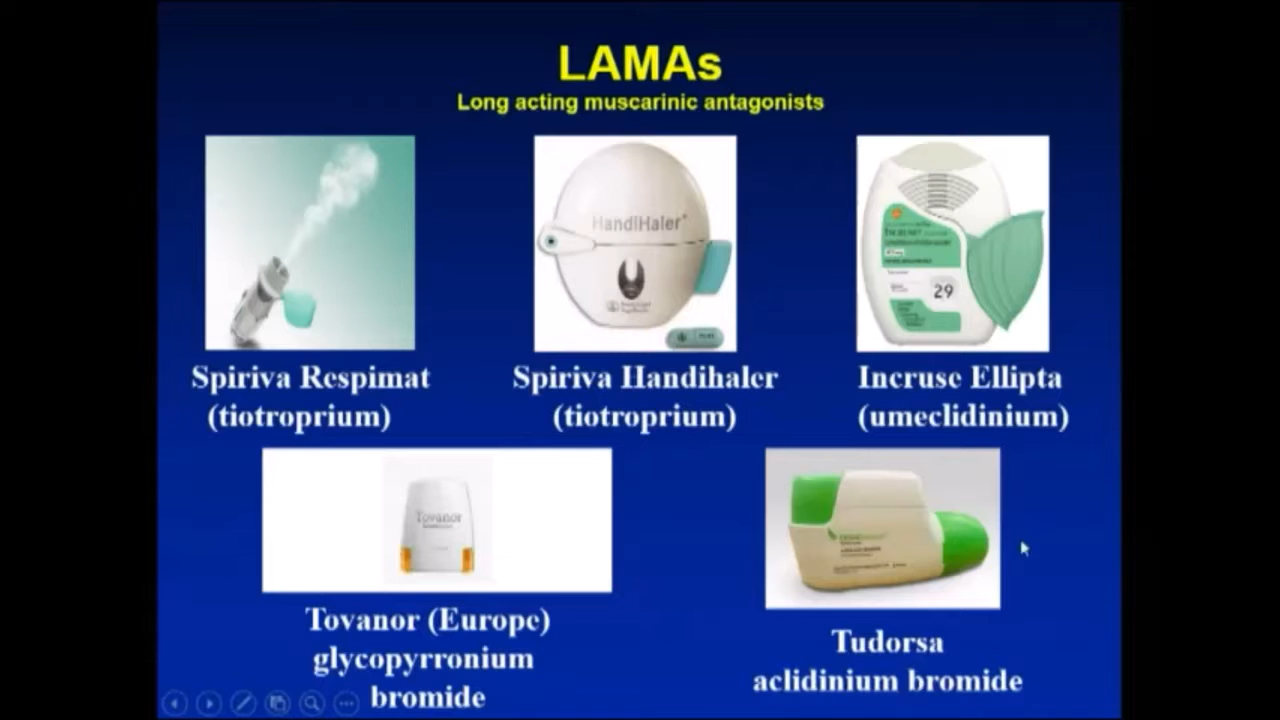 LAMAs
Long acting muscarinic antagonists
HandiHaler®
29
Spiriva Respimat
(tiotropium)
Spiriva Handihaler
(tiotropium)
Incruse Ellipta
(umeclidinium)
Tovanor
Tovanor (Europe)
glycopyrronium
bromide
Tudorsa
aclidinium bromide